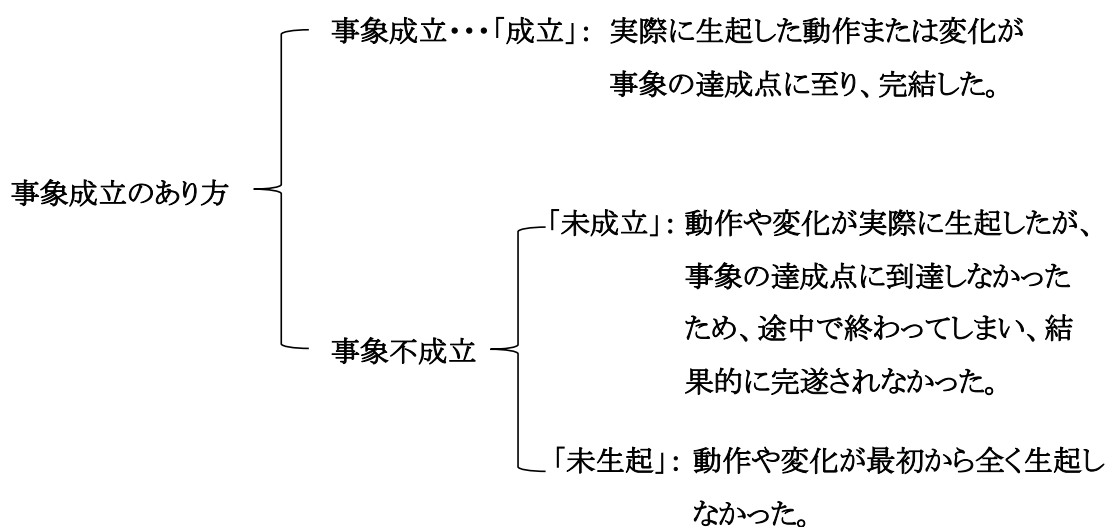 事象成立・・・「成立」： 実際に生起した動作または変化が
事象の達成点に至り、完結した。
事象成立のあり方
「未成立」： 動作や変化が実際に生起したが、
事象の達成点に到達しなかった
ため、途中で終わってしまい、結
果的に完遂されなかった。
事象不成立
「未生起」： 動作や変化が最初から全く生起し
なかった。